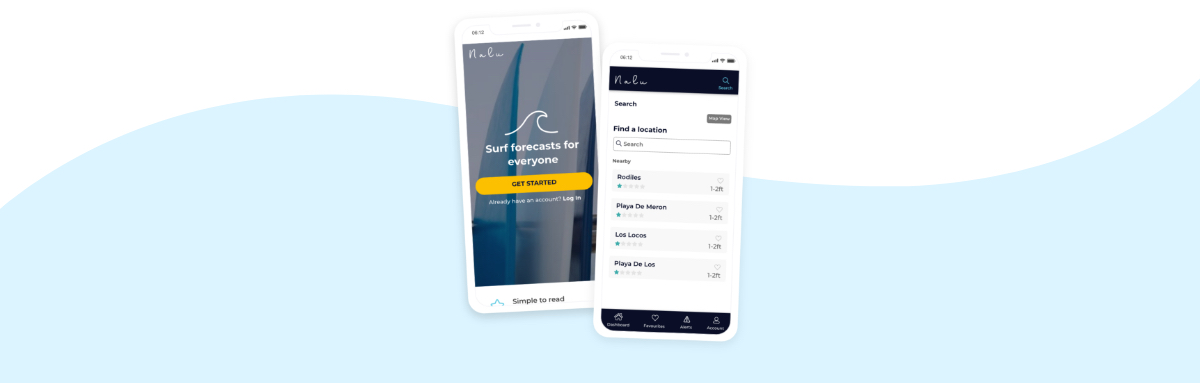 06:12
Nalu
Surf forecasts for
everyone
GET STARTED
Already have an account? Log in
Simple to read
06:12
Nalu
Search
Search
Map View
Find a location
Search
Nearby
Rodiles
1-2ft
Playa De Meron
1-2ft
Los Locos
1-2ft
Playa De Los
1-2ft
Dashboard
Favourites
Alerts
Account